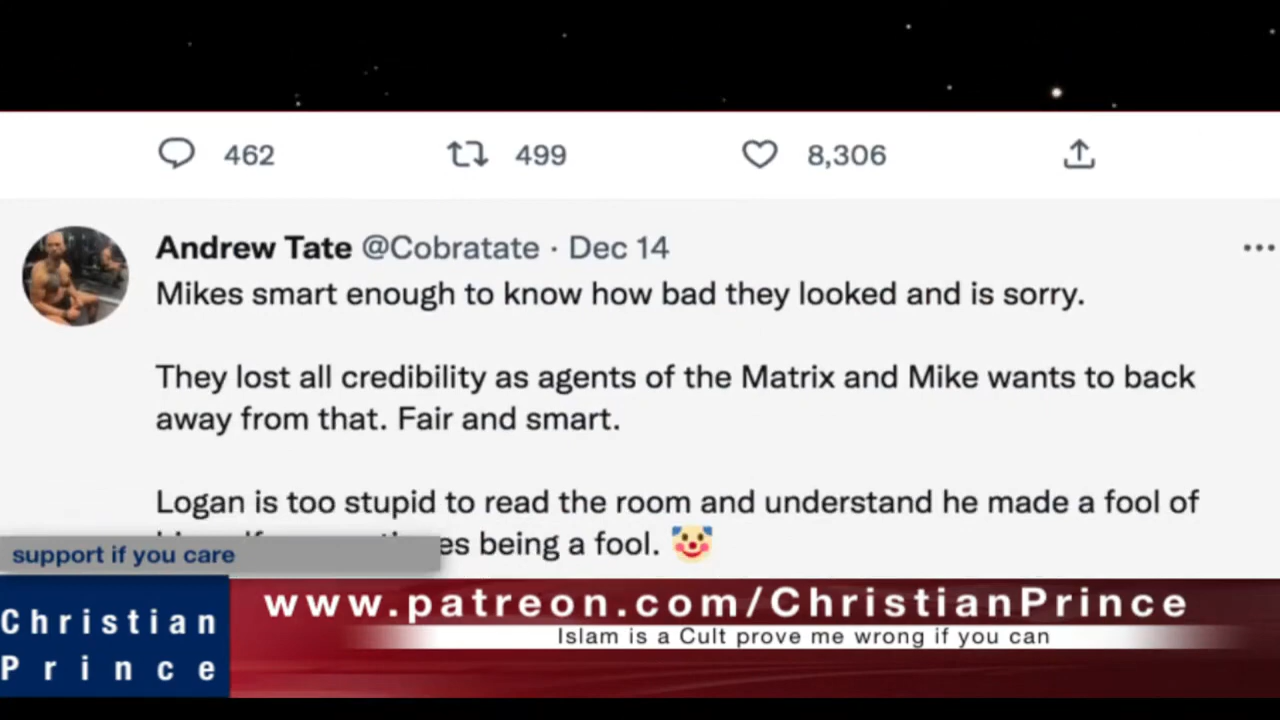 462 499 8,306
Andrew Tate @Cobratate · Dec 14
Mikes smart enough to know how bad they looked and is sorry.
They lost all credibility as agents of the Matrix and Mike wants to back
away from that. Fair and smart.
Logan is too stupid to read the room and understand he made a fool of
being a fool. 🤡
support if you care
Christian
Prince
www.patreon.com/ChristianPrince
Islam is a Cult prove me wrong if you can